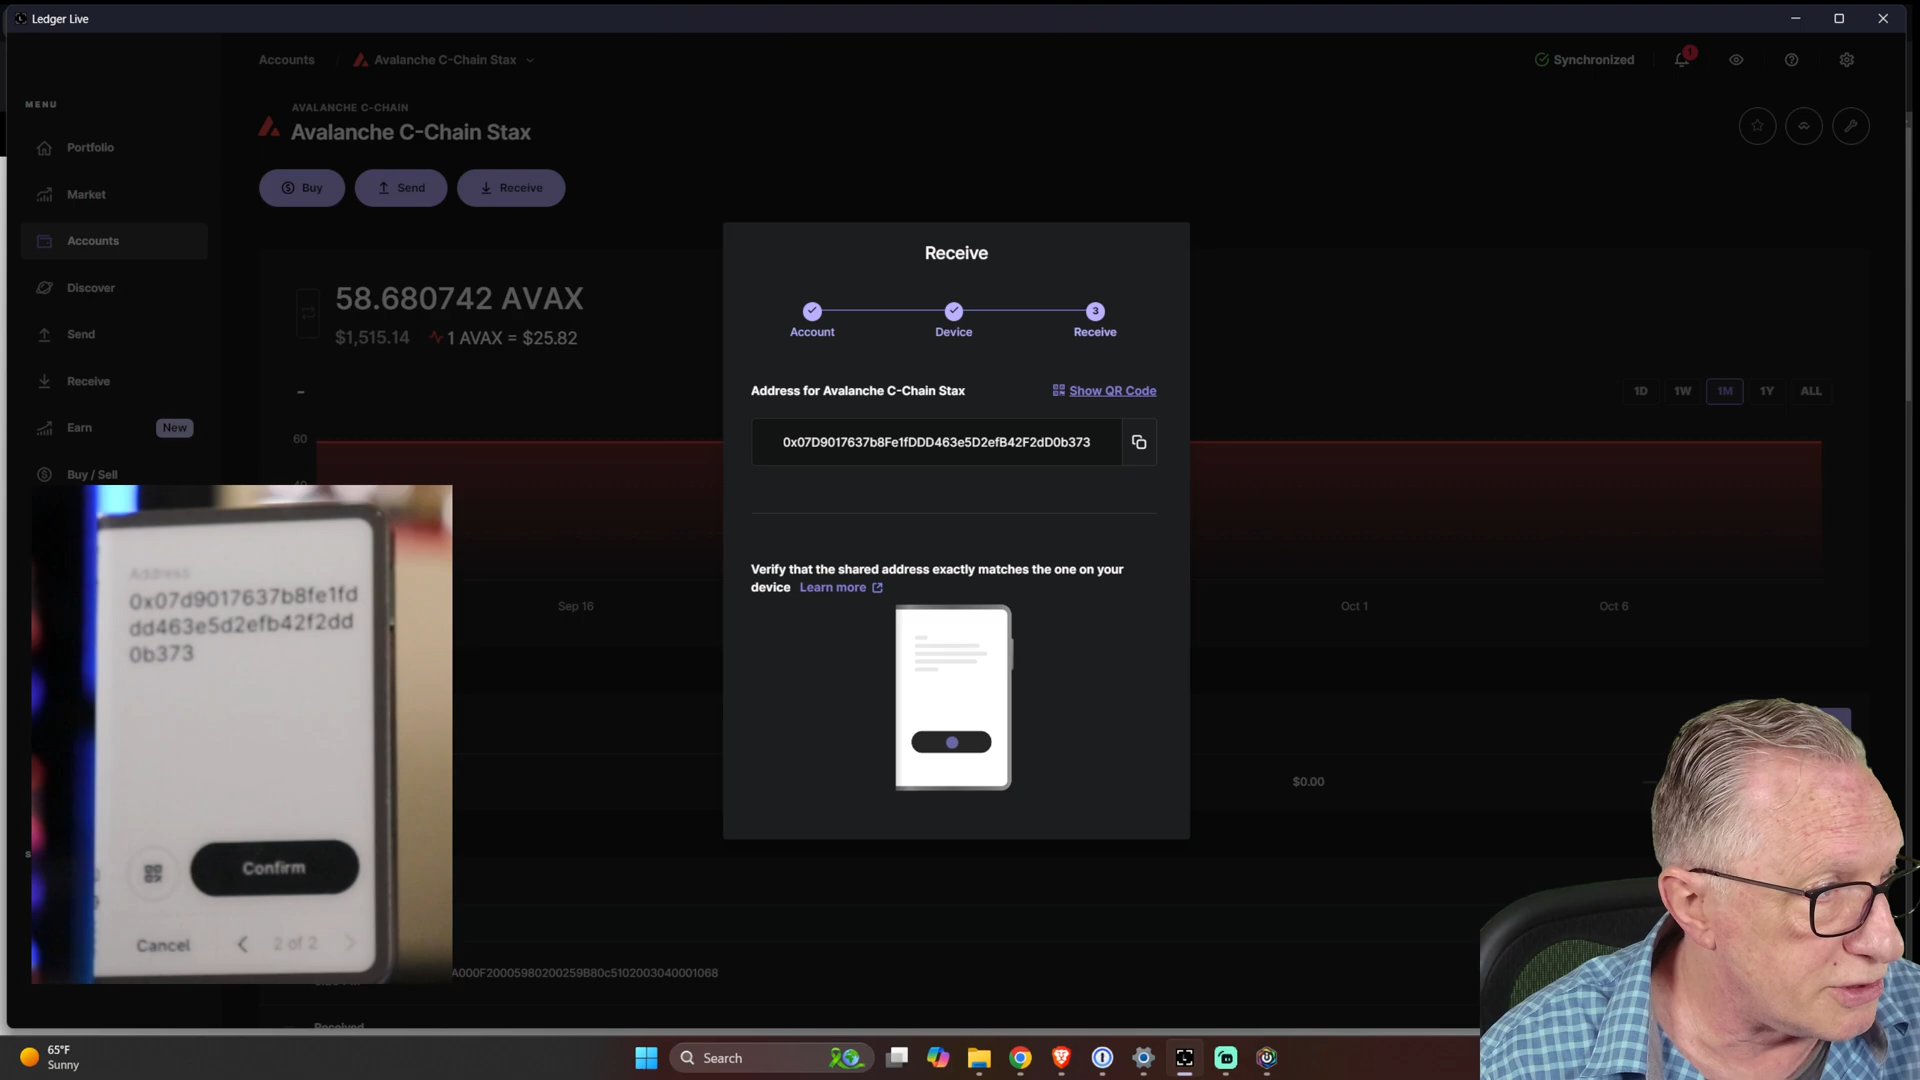 Ledger Live
Accounts / Avalanche C-Chain Stax
Synchronized
1
MENU
AVALANCHE C-CHAIN
Avalanche C-Chain Stax
Portfolio
Market
Accounts
Discover
Send
Receive
Earn New
Buy / Sell
Buy
Send
Receive
58.680742 AVAX
$1,515.14 1 AVAX = $25.82
-
1D 1W 1M 1Y ALL
60
40
Sep 16
Oct 1
Oct 6
Receive
3
Account
Device
Receive
Address for Avalanche C-Chain Stax
Show QR Code
0x07D9017637b8Fe1fDDD463e5D2efB42F2dD0b373
Verify that the shared address exactly matches the one on your
device Learn more
Address
0x07d9017637b8fe1fd
dd463e5d2efb42f2dd
0b373
Confirm
Cancel
2 of 2
$0.00
A000F20005980200259B80c5102003040001068
Received
65°F
Sunny
Search